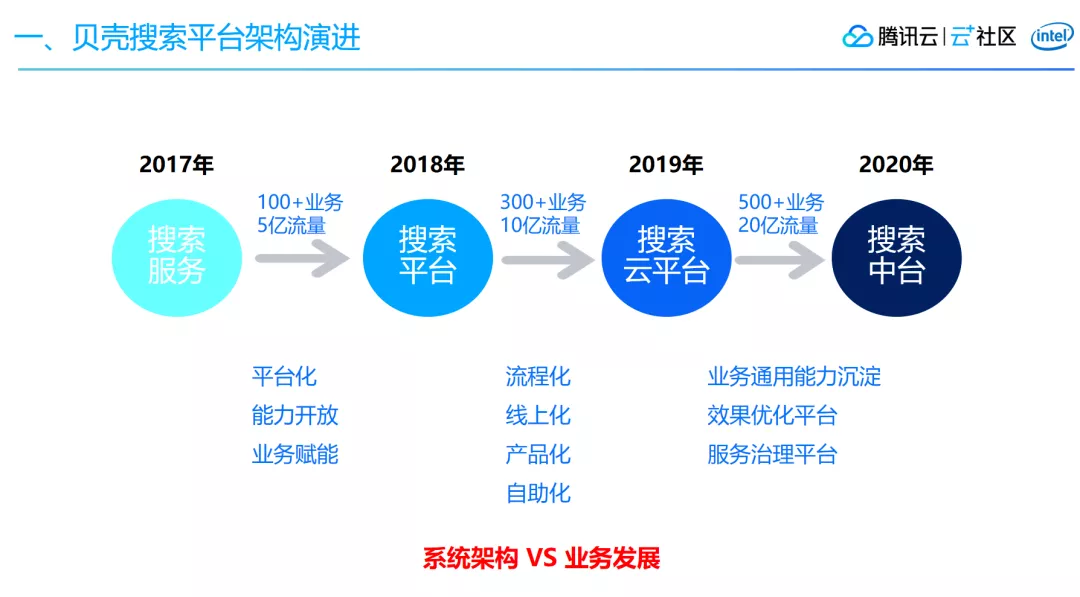 一、贝壳搜索平台架构演进
腾讯云 | 云+社区 intel
2017年
2018年
2019年
2020年
100+业务
5亿流量
300+业务
10亿流量
500+业务
20亿流量
搜索
服务
搜索
平台
搜索
云平台
搜索
中台
平台化
能力开放
业务赋能
流程化
线上化
产品化
自助化
业务通用能力沉淀
效果优化平台
服务治理平台
系统架构 VS 业务发展